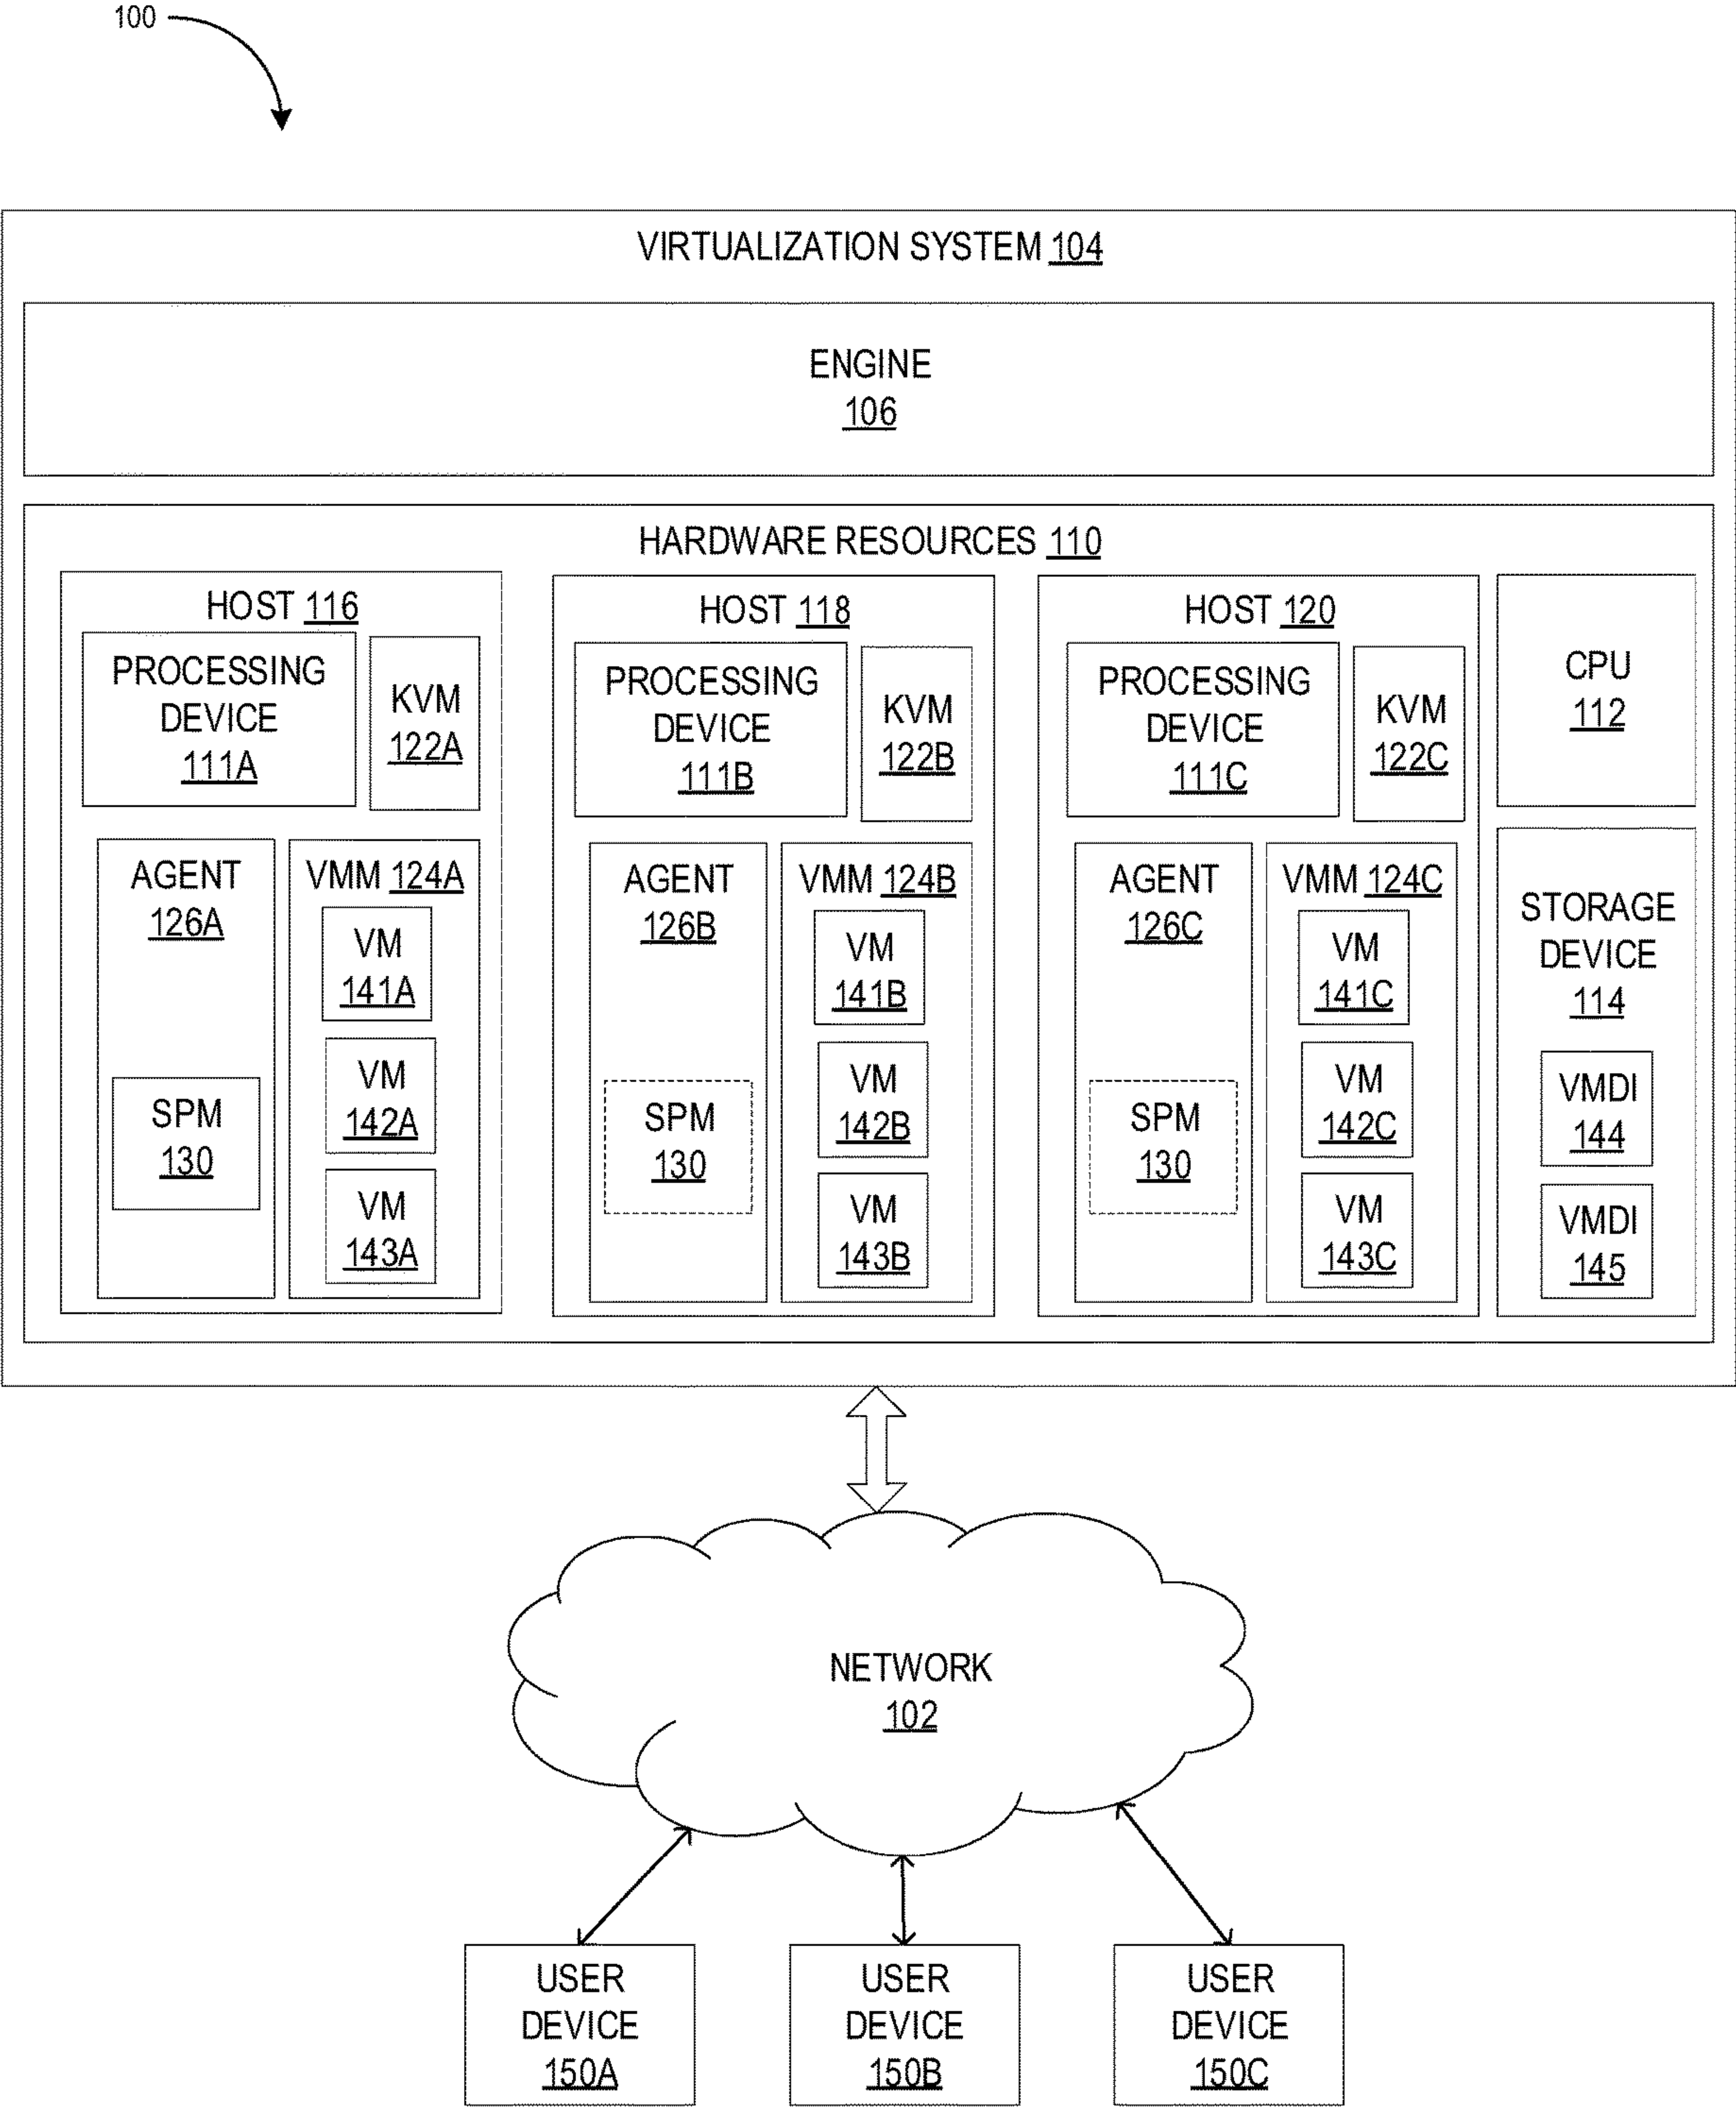 100
VIRTUALIZATION SYSTEM 104
ENGINE
106
HARDWARE RESOURCES 110
HOST 116
PROCESSING
DEVICE
111A
KVM
122A
AGENT
126A
SPM
130
VMM 124A
VM
141A
VM
142A
VM
143A
HOST 118
PROCESSING
DEVICE
111B
KVM
122B
AGENT
126B
SPM
130
VMM 124B
VM
141B
VM
142B
VM
143B
HOST 120
PROCESSING
DEVICE
111C
KVM
122C
AGENT
126C
SPM
130
VMM 124C
VM
141C
VM
142C
VM
143C
CPU
112
STORAGE
DEVICE
114
VMDI
144
VMDI
145
NETWORK
102
USER
DEVICE
150A
USER
DEVICE
150B
USER
DEVICE
150C